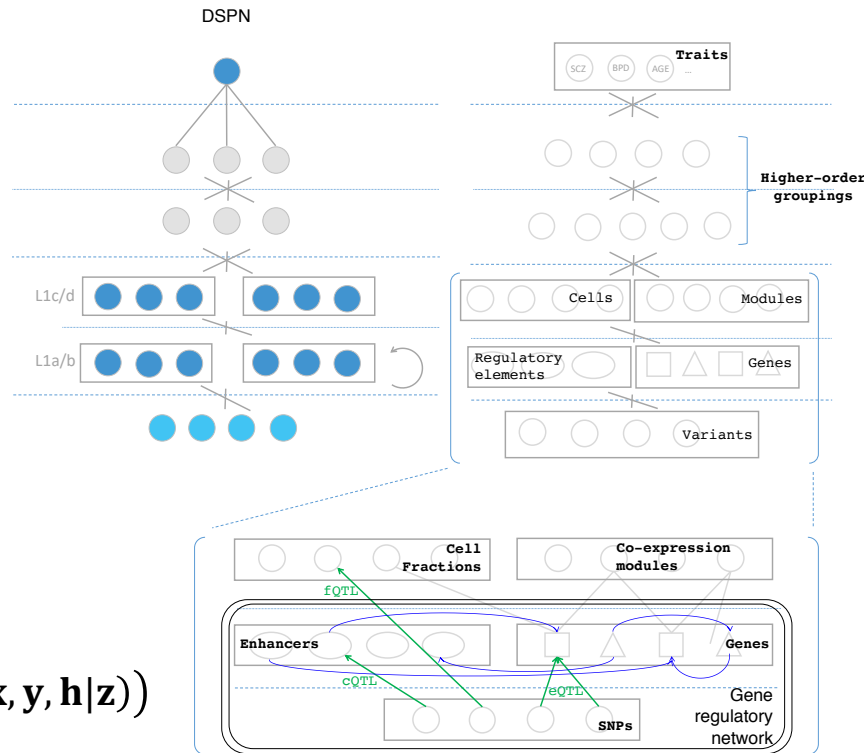 DSPN
Traits
SCZ BPD AGE ...
Higher-order
groupings
L1c/d
Cells
Modules
L1a/b
Regulatory
elements
Genes
Variants
Cell
Fractions
Co-expression
modules
fQTL
Enhancers
Genes
cQTL
eQTL
SNPs
Gene
regulatory
network
x, y, h|z))